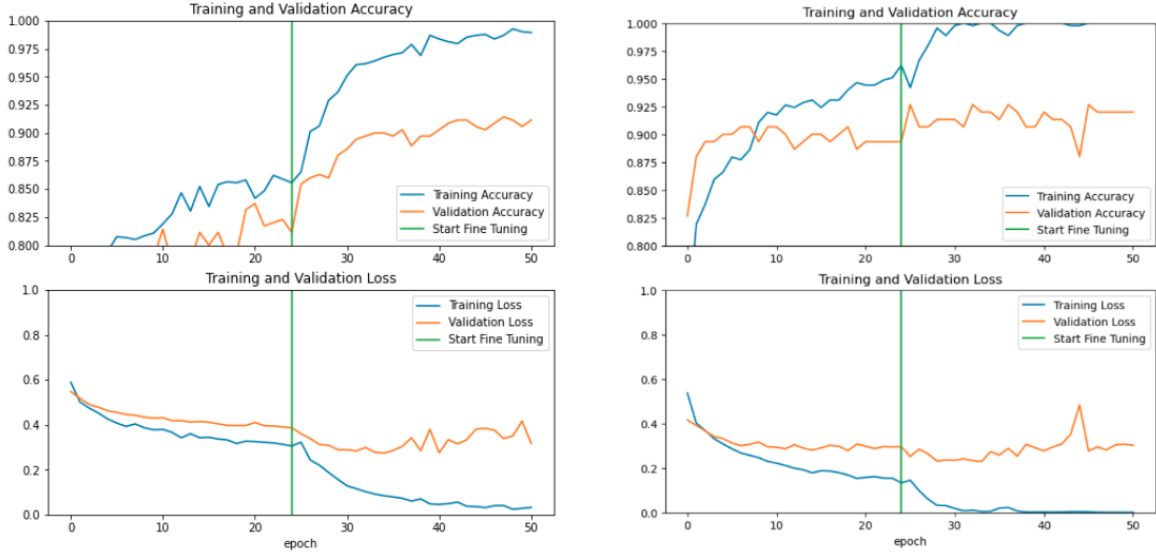 Training and Validation Accuracy
1.000
0.975
0.950
0.925
0.900
0.875
0.850
0.825
0.800
Training Accuracy
Validation Accuracy
Start Fine Tuning
0 10 20 30 40 50
Training and Validation Loss
1.0
0.8
0.6
0.4
0.2
0.0
Training Loss
Validation Loss
Start Fine Tuning
0 10 20 30 40 50
epoch
Training and Validation Accuracy
1.000
0.975
0.950
0.925
0.900
0.875
0.850
0.825
0.800
Training Accuracy
Validation Accuracy
Start Fine Tuning
0 10 20 30 40 50
Training and Validation Loss
1.0
0.8
0.6
0.4
0.2
0.0
Training Loss
Validation Loss
Start Fine Tuning
0 10 20 30 40 50
epoch